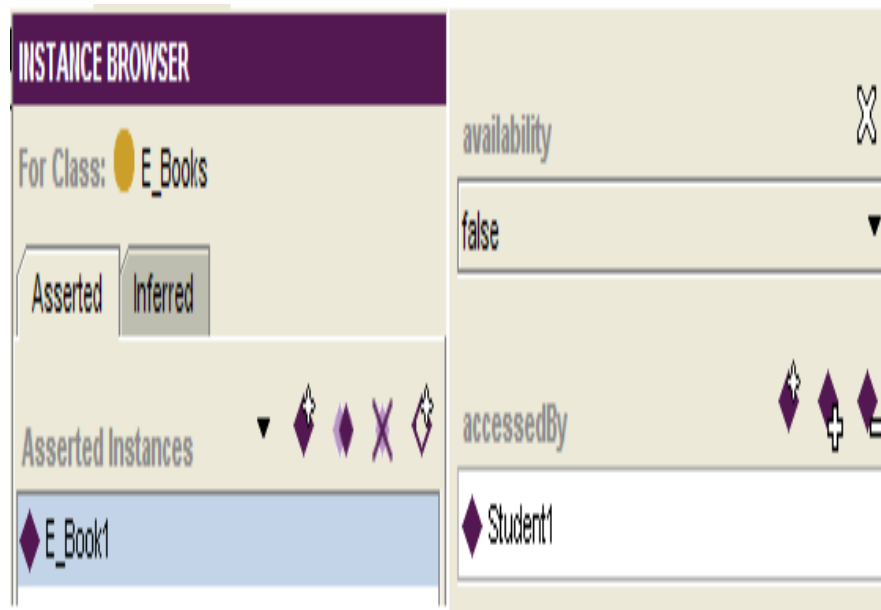 INSTANCE BROWSER
For Class: E_Books
Asserted Inferred
Asserted Instances
E_Book1
availability
false
accessedBy
Student1